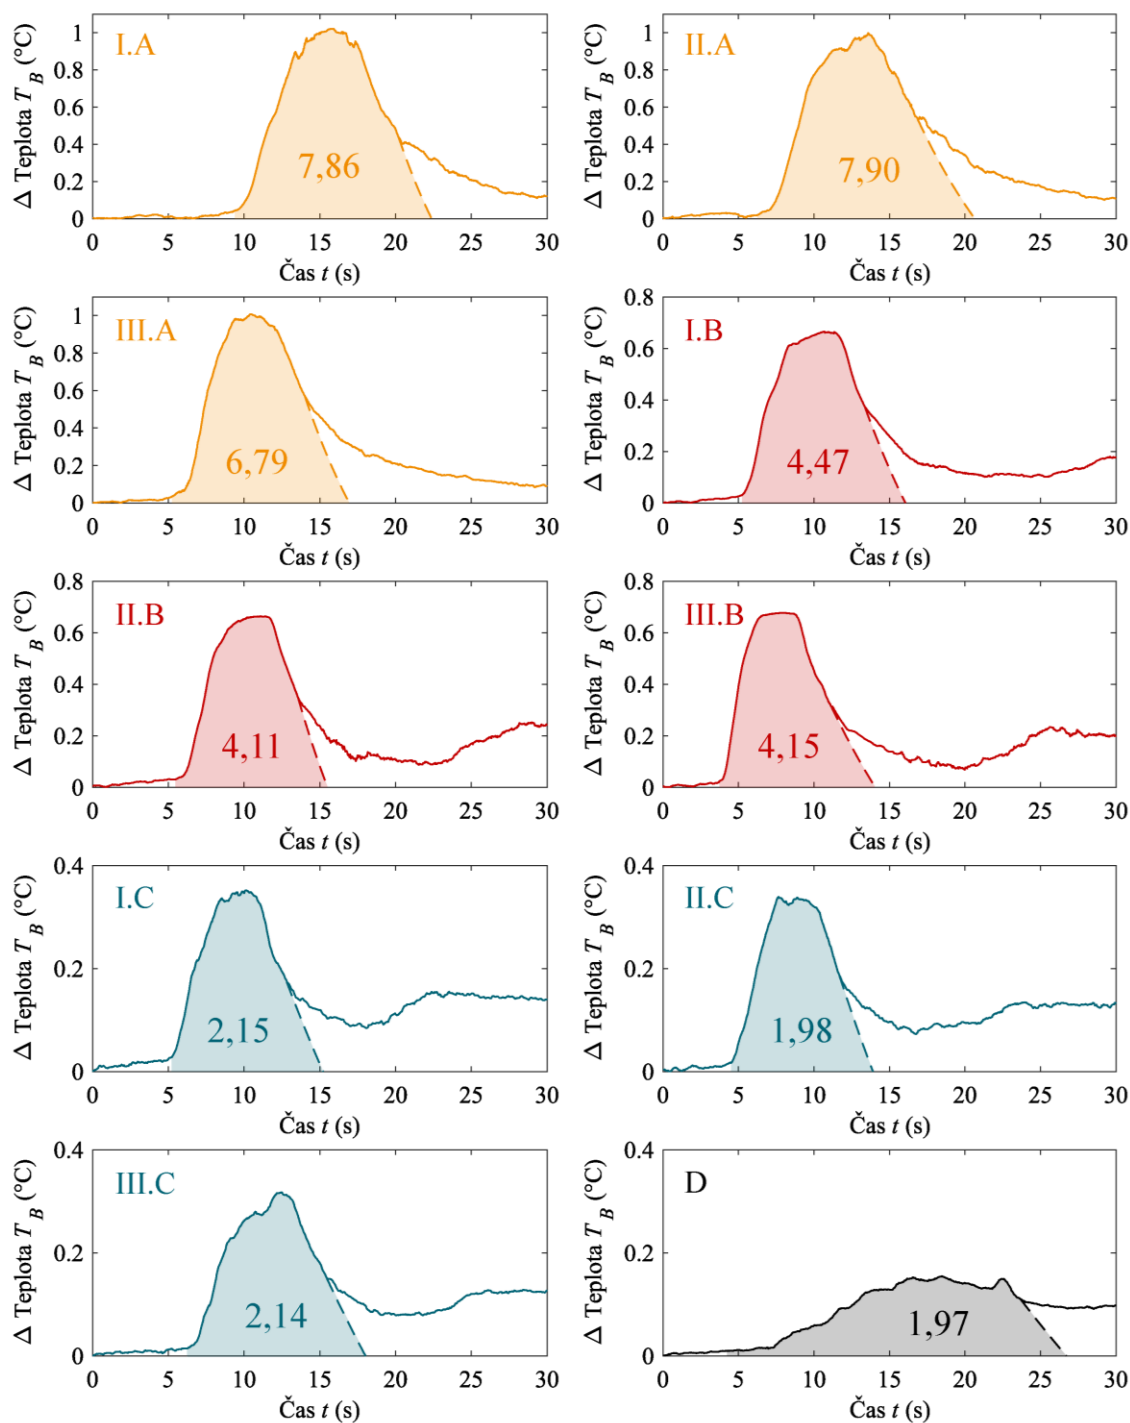 I.A
7,86
Δ Teplota T_B (°C)
0 0.2 0.4 0.6 0.8 1
0 5 10 15 20 25 30
Čas t (s)
II.A
7,90
Δ Teplota T_B (°C)
0 0.2 0.4 0.6 0.8 1
0 5 10 15 20 25 30
Čas t (s)
III.A
6,79
Δ Teplota T_B (°C)
0 0.2 0.4 0.6 0.8 1
0 5 10 15 20 25 30
Čas t (s)
I.B
4,47
Δ Teplota T_B (°C)
0 0.2 0.4 0.6 0.8
0 5 10 15 20 25 30
Čas t (s)
II.B
4,11
Δ Teplota T_B (°C)
0 0.2 0.4 0.6 0.8
0 5 10 15 20 25 30
Čas t (s)
III.B
4,15
Δ Teplota T_B (°C)
0 0.2 0.4 0.6 0.8
0 5 10 15 20 25 30
Čas t (s)
I.C
2,15
Δ Teplota T_B (°C)
0 0.2 0.4
0 5 10 15 20 25 30
Čas t (s)
II.C
1,98
Δ Teplota T_B (°C)
0 0.2 0.4
0 5 10 15 20 25 30
Čas t (s)
III.C
2,14
Δ Teplota T_B (°C)
0 0.2 0.4
0 5 10 15 20 25 30
Čas t (s)
D
1,97
Δ Teplota T_B (°C)
0 0.2 0.4
0 5 10 15 20 25 30
Čas t (s)